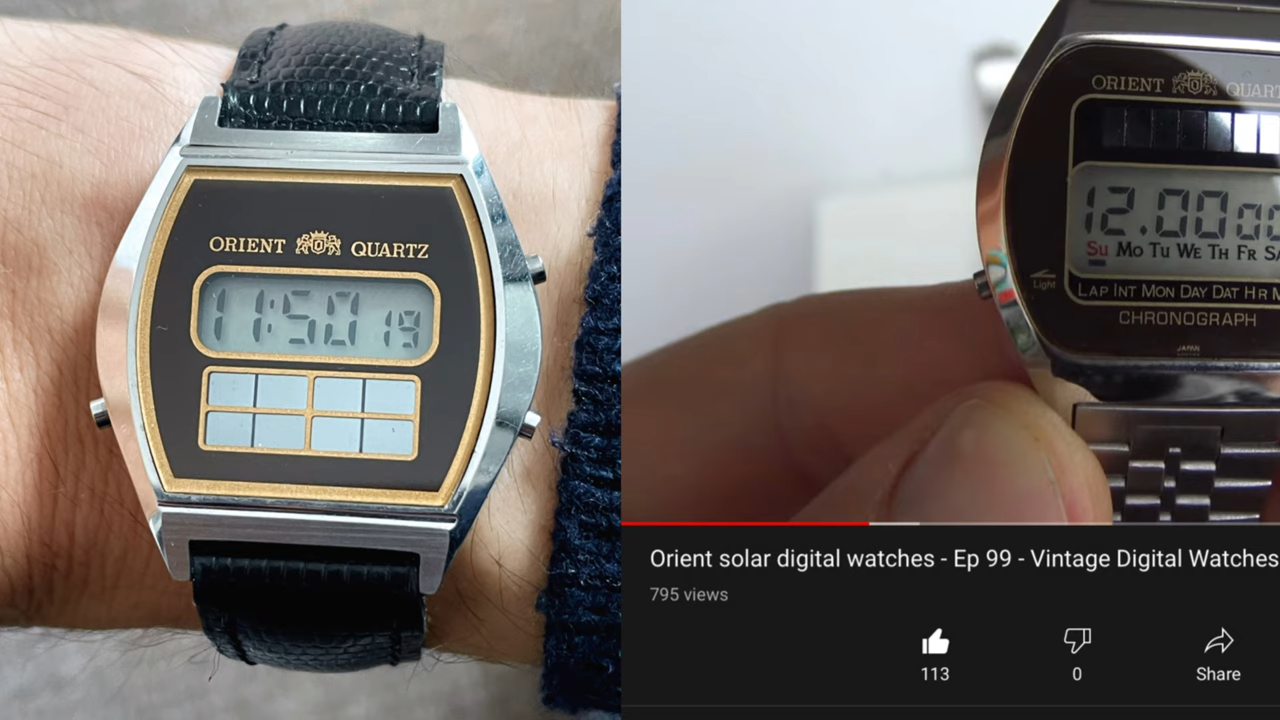 ORIENT QUARTZ
11:50 19
ORIENT QUART
12.00
Su Mo Tu We Th Fr
Light
LAP INT MON DAY DAT HR
CHRONOGRAPH
JAPAN
Orient solar digital watches - Ep 99 - Vintage Digital Watches
795 views
113
0
Share